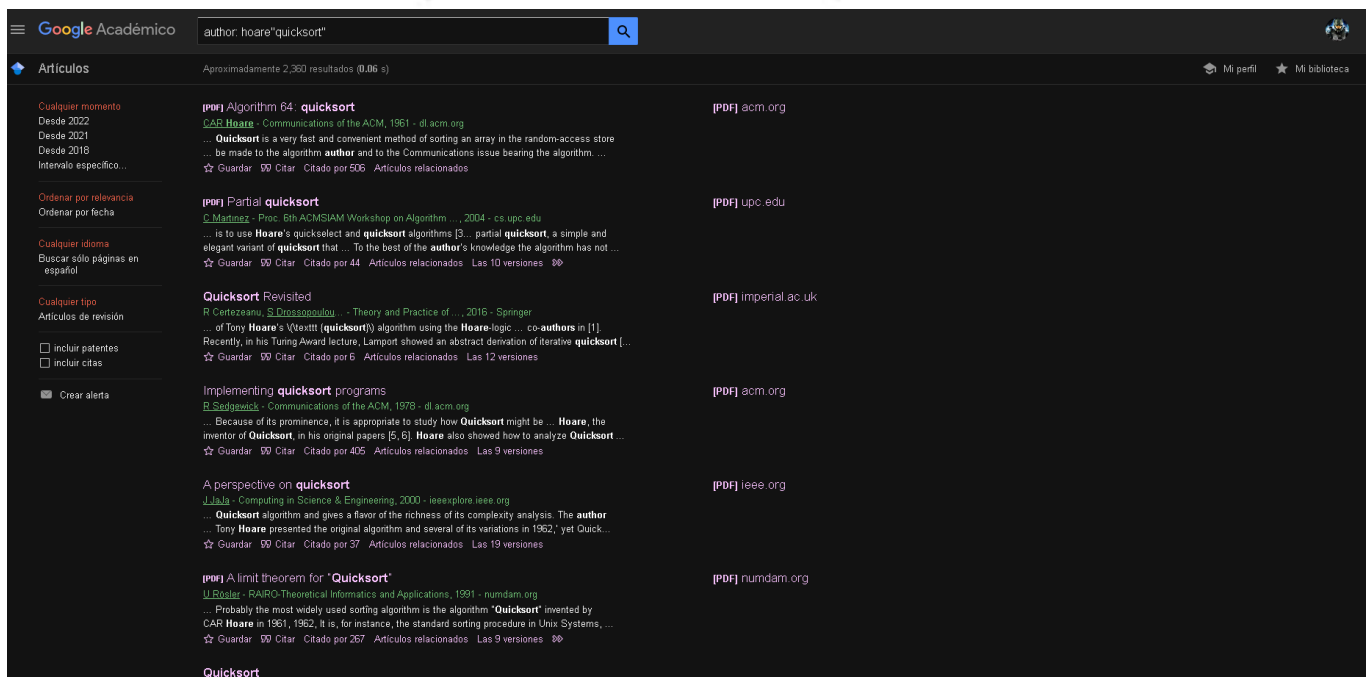 Google Académico
author: hoare"quicksort"
Artículos
Aproximadamente 2,360 resultados (0.06 s)
Mi perfil
Mi biblioteca
Cualquier momento
Desde 2022
Desde 2021
Desde 2018
Intervalo específico...
Ordenar por relevancia
Ordenar por fecha
Cualquier idioma
Buscar sólo páginas en
español
Cualquier tipo
Artículos de revisión
incluir patentes
incluir citas
Crear alerta
[PDF] Algorithm 64: quicksort
CAR Hoare - Communications of the ACM, 1961 - dl.acm.org
... Quicksort is a very fast and convenient method of sorting an array in the random-access store
... be made to the algorithm author and to the Communications issue bearing the algorithm. ...
Guardar Citar Citado por 506 Artículos relacionados
[PDF] acm.org
[PDF] Partial quicksort
C Martınez - Proc. 6th ACMSIAM Workshop on Algorithm ..., 2004 - cs.upc.edu
... is to use Hoare's quickselect and quicksort algorithms [3... partial quicksort, a simple and
elegant variant of quicksort that ... To the best of the author's knowledge the algorithm has not ...
Guardar Citar Citado por 44 Artículos relacionados Las 10 versiones
[PDF] upc.edu
Quicksort Revisited
R Certezeanu, S Drossopoulou... - Theory and Practice of ..., 2016 - Springer
... of Tony Hoare's \(\texttt {quicksort}\) algorithm using the Hoare-logic ... co-authors in [1].
Recently, in his Turing Award lecture, Lamport showed an abstract derivation of iterative quicksort [...
Guardar Citar Citado por 6 Artículos relacionados Las 12 versiones
[PDF] imperial.ac.uk
Implementing quicksort programs
R Sedgewick - Communications of the ACM, 1978 - dl.acm.org
... Because of its prominence, it is appropriate to study how Quicksort might be ... Hoare, the
inventor of Quicksort, in his original papers [5, 6]. Hoare also showed how to analyze Quicksort ...
Guardar Citar Citado por 405 Artículos relacionados Las 9 versiones
[PDF] acm.org
A perspective on quicksort
J JaJa - Computing in Science & Engineering, 2000 - ieeexplore.ieee.org
... Quicksort algorithm and gives a flavor of the richness of its complexity analysis. The author
... Tony Hoare presented the original algorithm and several of its variations in 1962,' yet Quick...
Guardar Citar Citado por 37 Artículos relacionados Las 19 versiones
[PDF] ieee.org
[PDF] A limit theorem for "Quicksort"
U Rösler - RAIRO-Theoretical Informatics and Applications, 1991 - numdam.org
... Probably the most widely used sortîng algorithm is the algorithm "Quicksort" invented by
CAR Hoare in 1961, 1962, It is, for instance, the standard sorting procedure in Unix Systems, ...
Guardar Citar Citado por 267 Artículos relacionados Las 9 versiones
[PDF] numdam.org
Quicksort